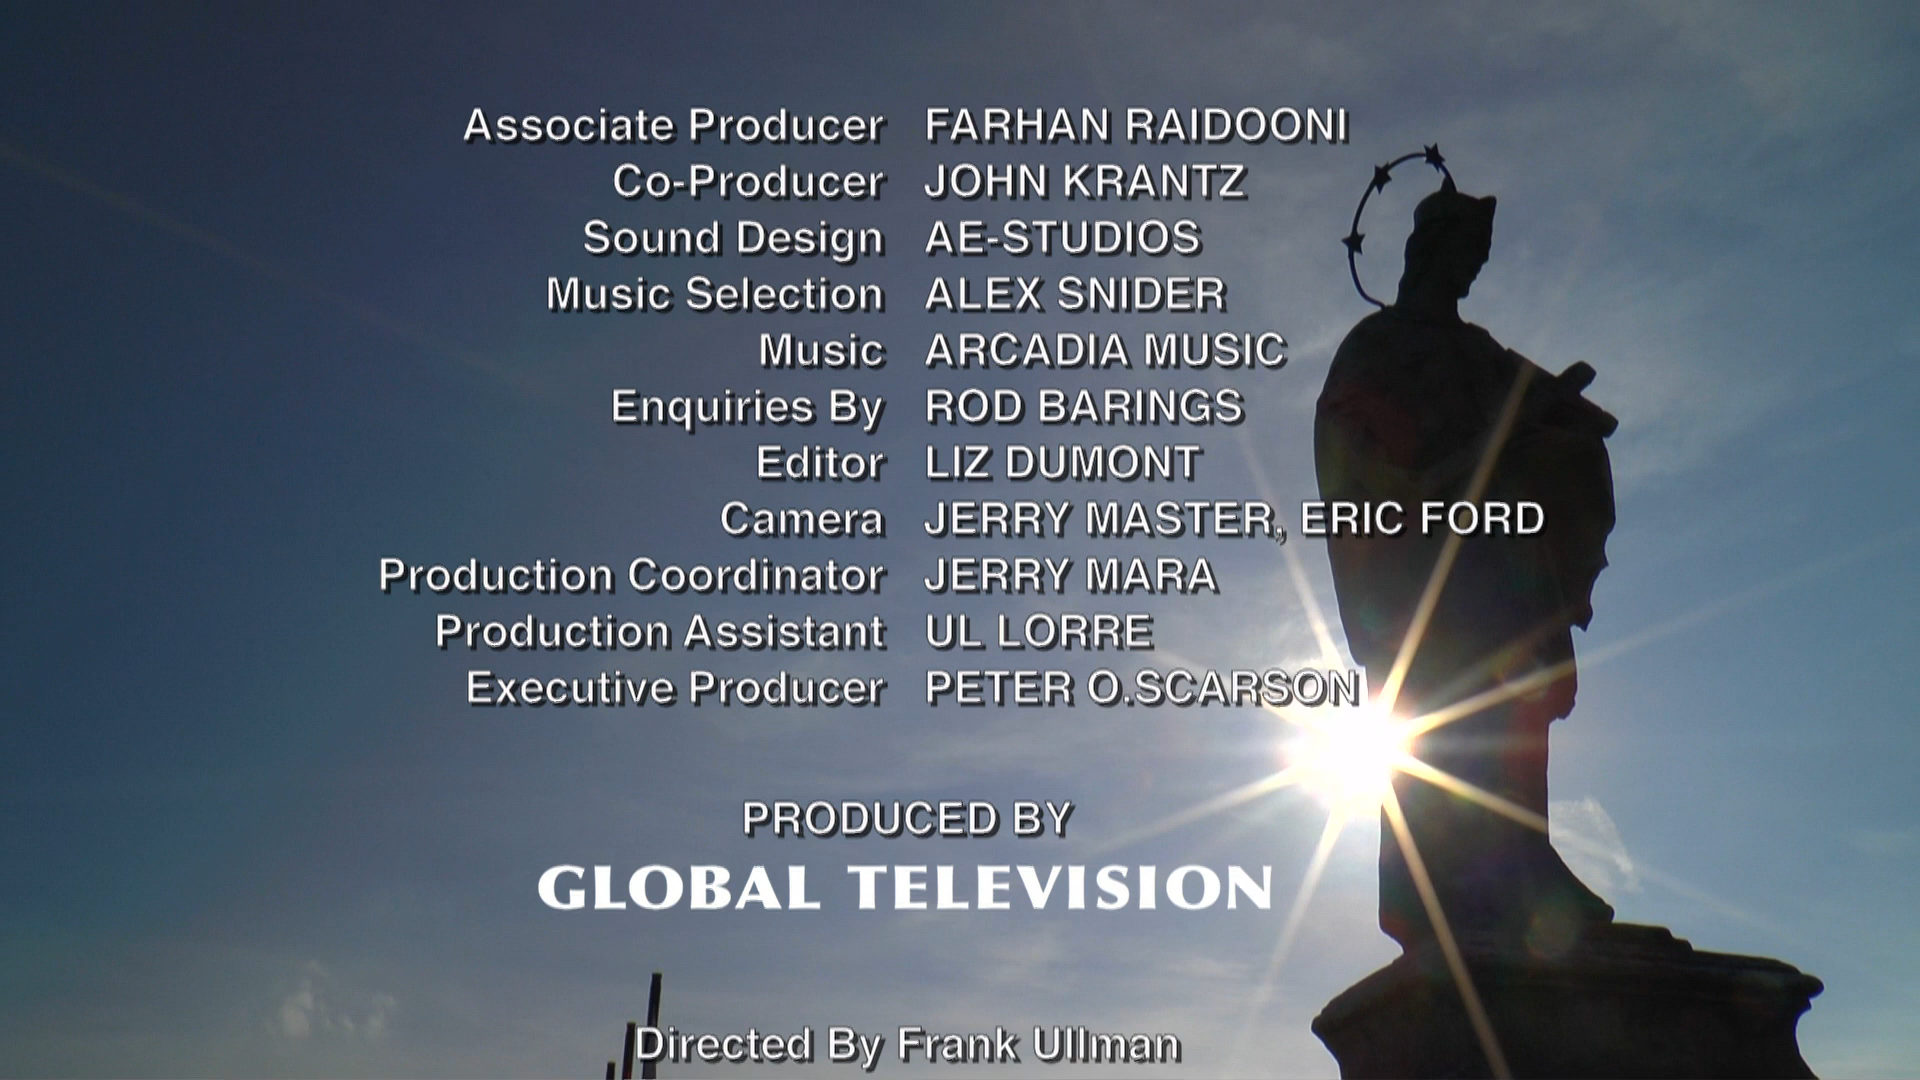 Associate Producer FARHAN RAIDOONI
Co-Producer JOHN KRANTZ
Sound Design AE-STUDIOS
Music Selection ALEX SNIDER
Music ARCADIA MUSIC
Enquiries By ROD BARINGS
Editor LIZ DUMONT
Camera JERRY MASTER, ERIC FORD
Production Coordinator JERRY MARA
Production Assistant UL LORRE
Executive Producer PETER O.SCARSON
PRODUCED BY
GLOBAL TELEVISION
Directed By Frank Ullman